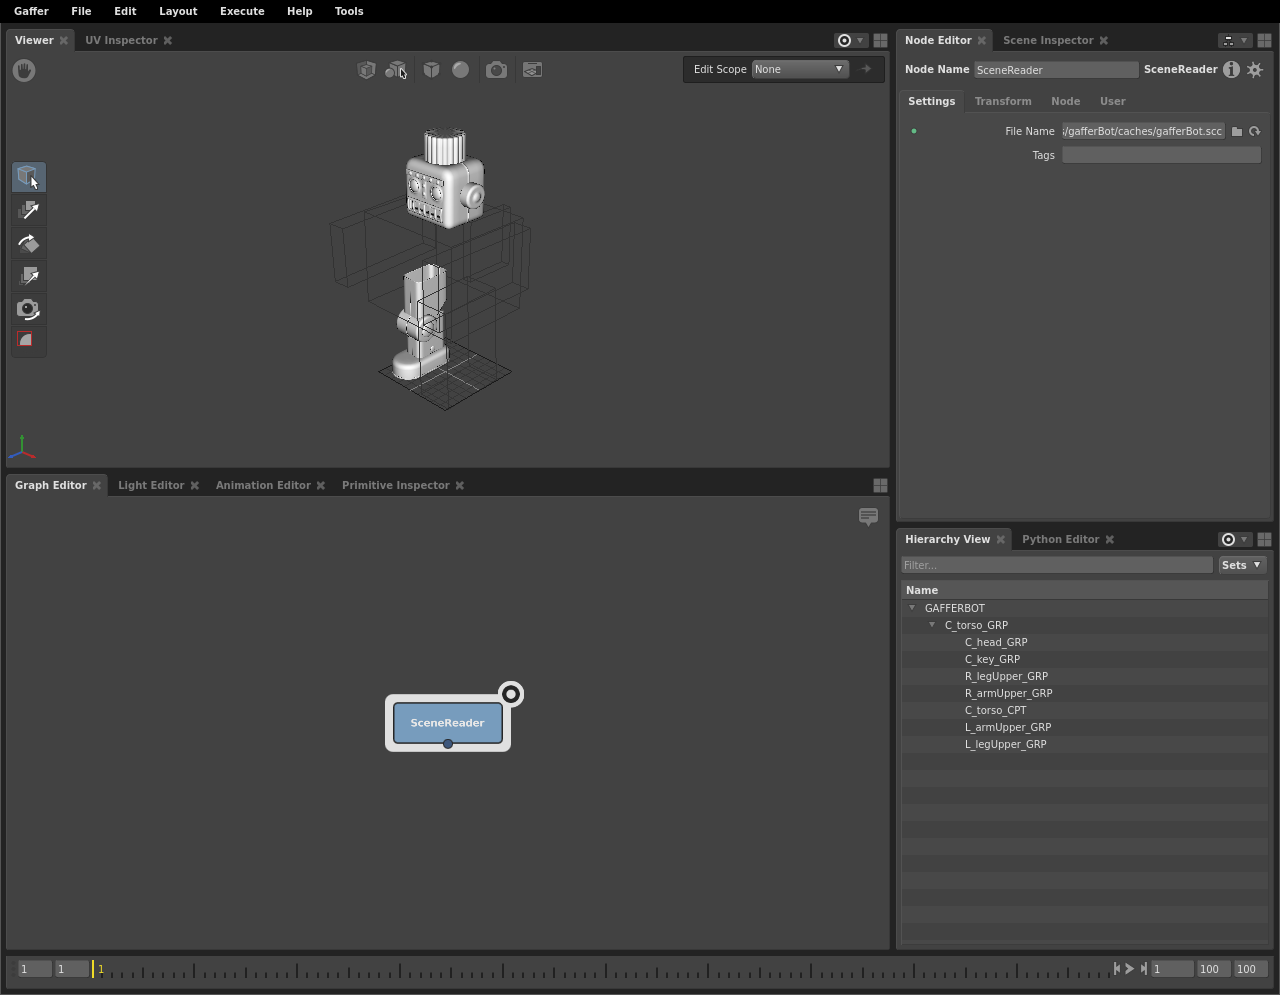 Gaffer File Edit Layout Execute Help Tools
Viewer UV Inspector
Edit Scope None
Node Editor Scene Inspector
Node Name SceneReader SceneReader
Settings Transform Node User
File Name /gafferBot/caches/gafferBot.scc
Tags
Graph Editor Light Editor Animation Editor Primitive Inspector
SceneReader
Hierarchy View Python Editor
Filter... Sets
Name
GAFFERBOT
C_torso_GRP
C_head_GRP
C_key_GRP
R_legUpper_GRP
R_armUpper_GRP
C_torso_CPT
L_armUpper_GRP
L_legUpper_GRP
1 1 1 1 100 100